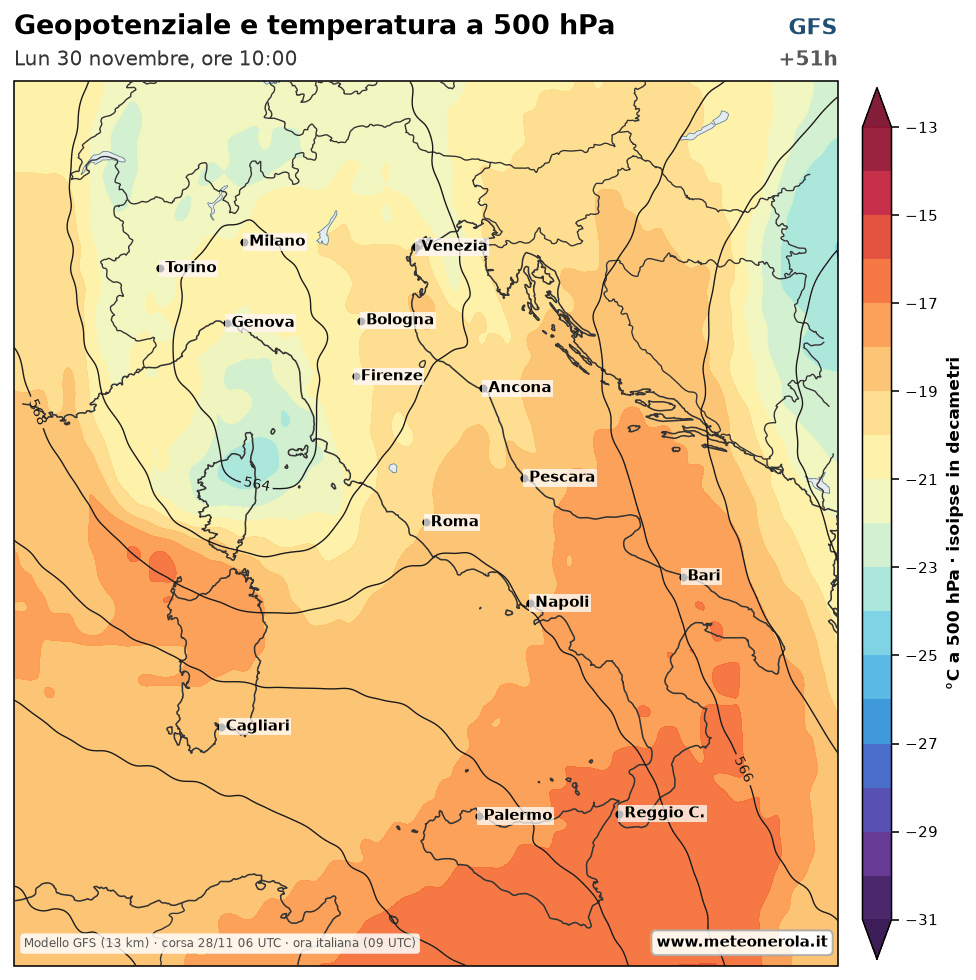 Geopotenziale e temperatura a 500 hPa
GFS
Lun 30 novembre, ore 10:00
+51h
−13
−15
−17
−19
−21
−23
−25
−27
−29
−31
°C a 500 hPa · isoipse in decametri
Milano
Venezia
Torino
Genova
Bologna
Firenze
Ancona
568
Pescara
564
Roma
Bari
Napoli
Cagliari
566
Palermo
Reggio C.
Modello GFS (13 km) · corsa 28/11 06 UTC · ora italiana (09 UTC)
www.meteonerola.it